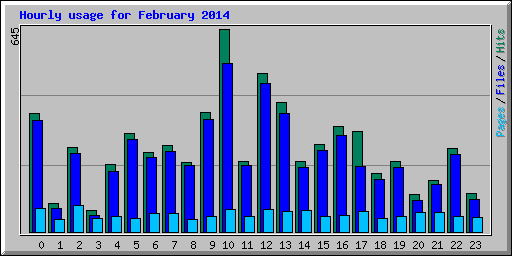 Hourly usage for February 2014
645
Pages / Files / Hits
0 1 2 3 4 5 6 7 8 9 10 11 12 13 14 15 16 17 18 19 20 21 22 23